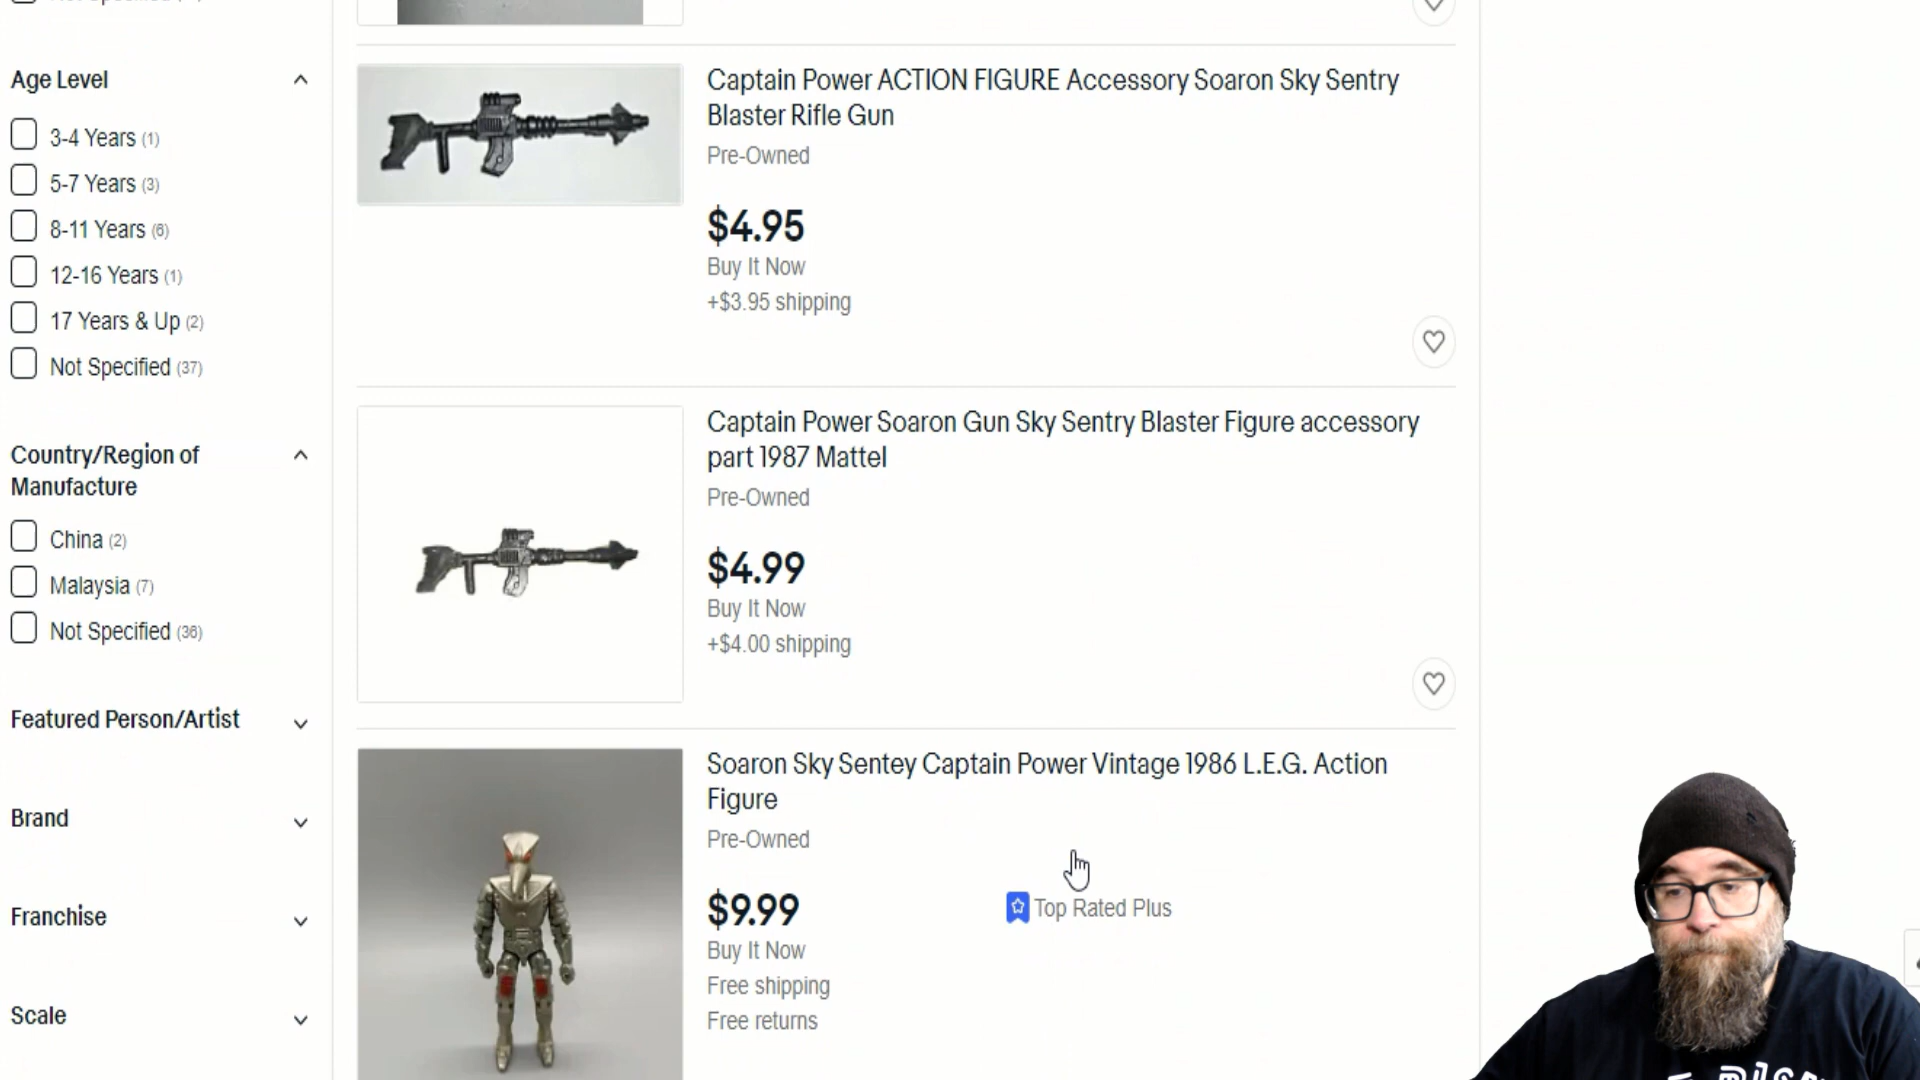 Age Level
3-4 Years (1)
5-7 Years (3)
8-11 Years (6)
12-16 Years (1)
17 Years & Up (2)
Not Specified (37)
Country/Region of
Manufacture
China (2)
Malaysia (7)
Not Specified (36)
Featured Person/Artist
Brand
Franchise
Scale
Captain Power ACTION FIGURE Accessory Soaron Sky Sentry
Blaster Rifle Gun
Pre-Owned
$4.95
Buy It Now
+$3.95 shipping
Captain Power Soaron Gun Sky Sentry Blaster Figure accessory
part 1987 Mattel
Pre-Owned
$4.99
Buy It Now
+$4.00 shipping
Soaron Sky Sentey Captain Power Vintage 1986 L.E.G. Action
Figure
Pre-Owned
$9.99
Top Rated Plus
Buy It Now
Free shipping
Free returns